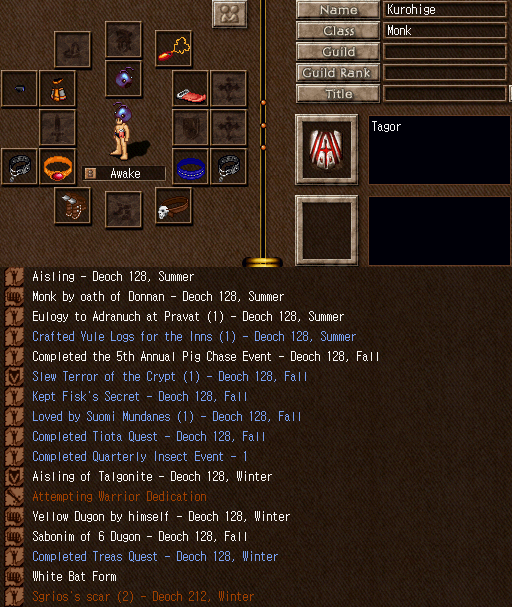 Name Kurohige
Class Monk
Guild
Guild Rank
Title
Tagor
Awake
Aisling - Deoch 128, Summer
Monk by oath of Donnan - Deoch 128, Summer
Eulogy to Adranuch at Pravat (1) - Deoch 128, Summer
Crafted Yule Logs for the Inns (1) - Deoch 128, Summer
Completed the 5th Annual Pig Chase Event - Deoch 128, Fall
Slew Terror of the Crypt (1) - Deoch 128, Fall
Kept Fisk's Secret - Deoch 128, Fall
Loved by Suomi Mundanes (1) - Deoch 128, Fall
Completed Tiota Quest - Deoch 128, Fall
Completed Quarterly Insect Event - 1
Aisling of Talgonite - Deoch 128, Winter
Attempting Warrior Dedication
Yellow Dugon by himself - Deoch 128, Winter
Sabonim of 6 Dugon - Deoch 128, Fall
Completed Treas Quest - Deoch 128, Winter
White Bat Form
Sgrios's scar (2) - Deoch 212, Winter